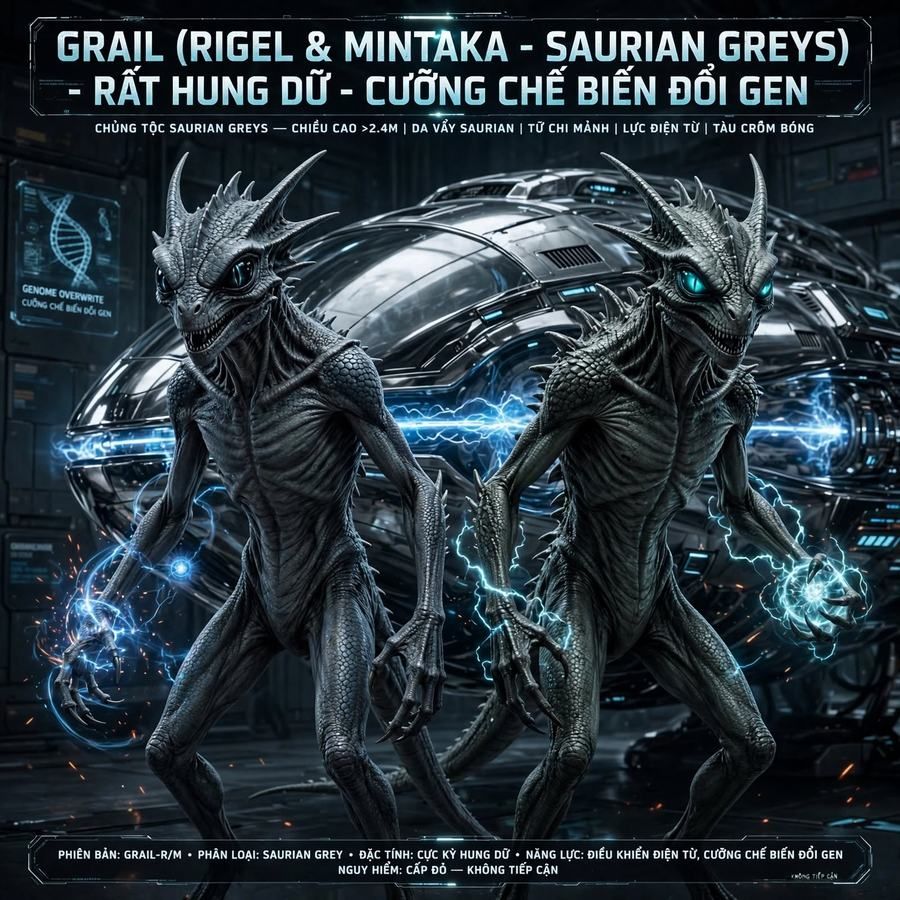 GRAIL (RIGEL & MINTAKA - SAURIAN GREYS)
- RẤT HUNG DỮ - CƯỠNG CHẾ BIẾN ĐỔI GEN
CHỦNG TỘC SAURIAN GREYS — CHIỀU CAO >2.4M | DA VẨY SAURIAN | TỮ CHI MẢNH | LỰC ĐIỆN TỪ | TÀU CRÔM BÓNG
GENOME OVERWRITE
CUÕNG CHẾ BIẾN ĐỔI GEN
PHIÊN BẢN: GRAIL-R/M • PHÂN LOẠI: SAURIAN GREY • ĐẶC TÍNH: CỰC KỲ HUNG DỮ • NĂNG LỰC: ĐIỀU KHIỂN ĐIỆN TỪ, CƯỠNG CHẾ BIẾN ĐỔI GEN
NGUY HIỂM: CẤP ĐỎ — KHÔNG TIẾP CẬN
KHÔNG TIẾP CẬN